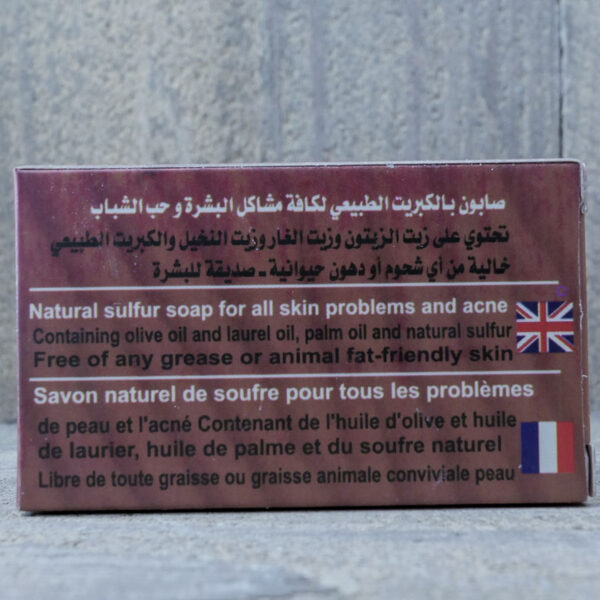 صابون بالكبريت الطبيعي لكافة مشاكل البشرة و حب الشباب
تحتوي على زيت الزيتون وزيت الغار وزيت النخيل والكبريت الطبيعي
خالية من أي شحوم أو دهون حيوانية - صديقة للبشرة
Natural sulfur soap for all skin problems and acne
Containing olive oil and laurel oil, palm oil and natural sulfur
Free of any grease or animal fat-friendly skin
Savon naturel de soufre pour tous les problèmes
de peau et l'acné Contenant de l'huile d'olive et huile
de laurier, huile de palme et du soufre naturel
Libre de toute graisse ou graisse animale conviviale peau